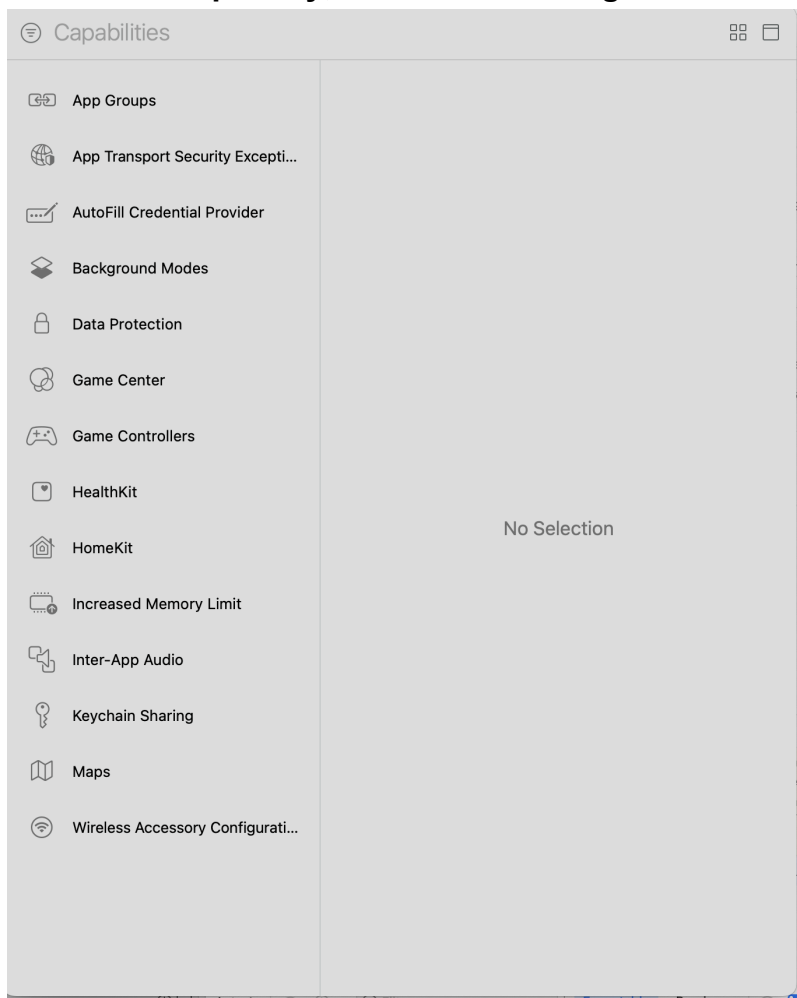 Capabilities
App Groups
App Transport Security Excepti...
AutoFill Credential Provider
Background Modes
Data Protection
Game Center
Game Controllers
HealthKit
HomeKit
Increased Memory Limit
Inter-App Audio
Keychain Sharing
Maps
Wireless Accessory Configurati...
No Selection